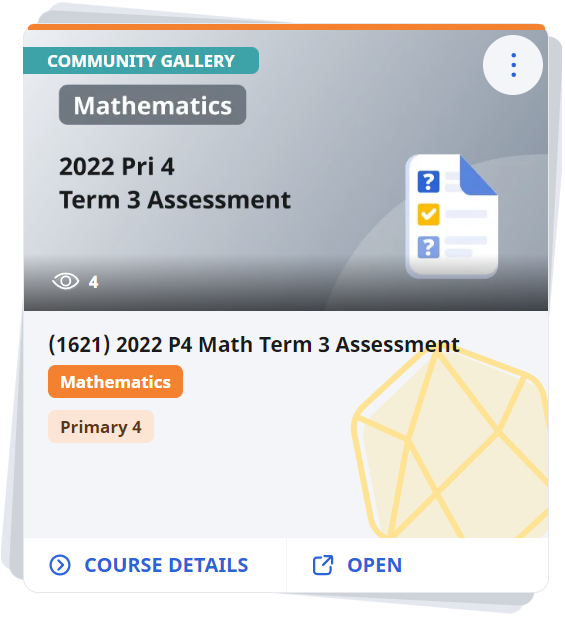 COMMUNITY GALLERY
Mathematics
2022 Pri 4
Term 3 Assessment
?
?
4
(1621) 2022 P4 Math Term 3 Assessment
Mathematics
Primary 4
COURSE DETAILS
OPEN